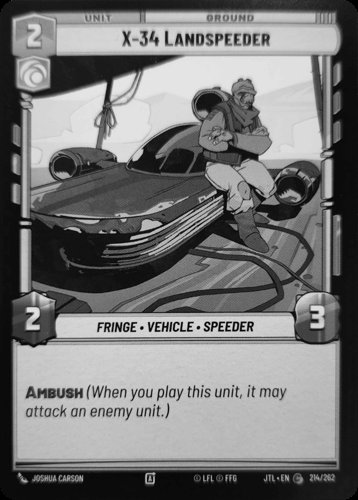 UNIT GROUND
2 X-34 LANDSPEEDER
2 FRINGE • VEHICLE • SPEEDER 3
AMBUSH (When you play this unit, it may
attack an enemy unit.)
JOSHUA CARSON A © LFL © FFG JTL • EN C 214/262